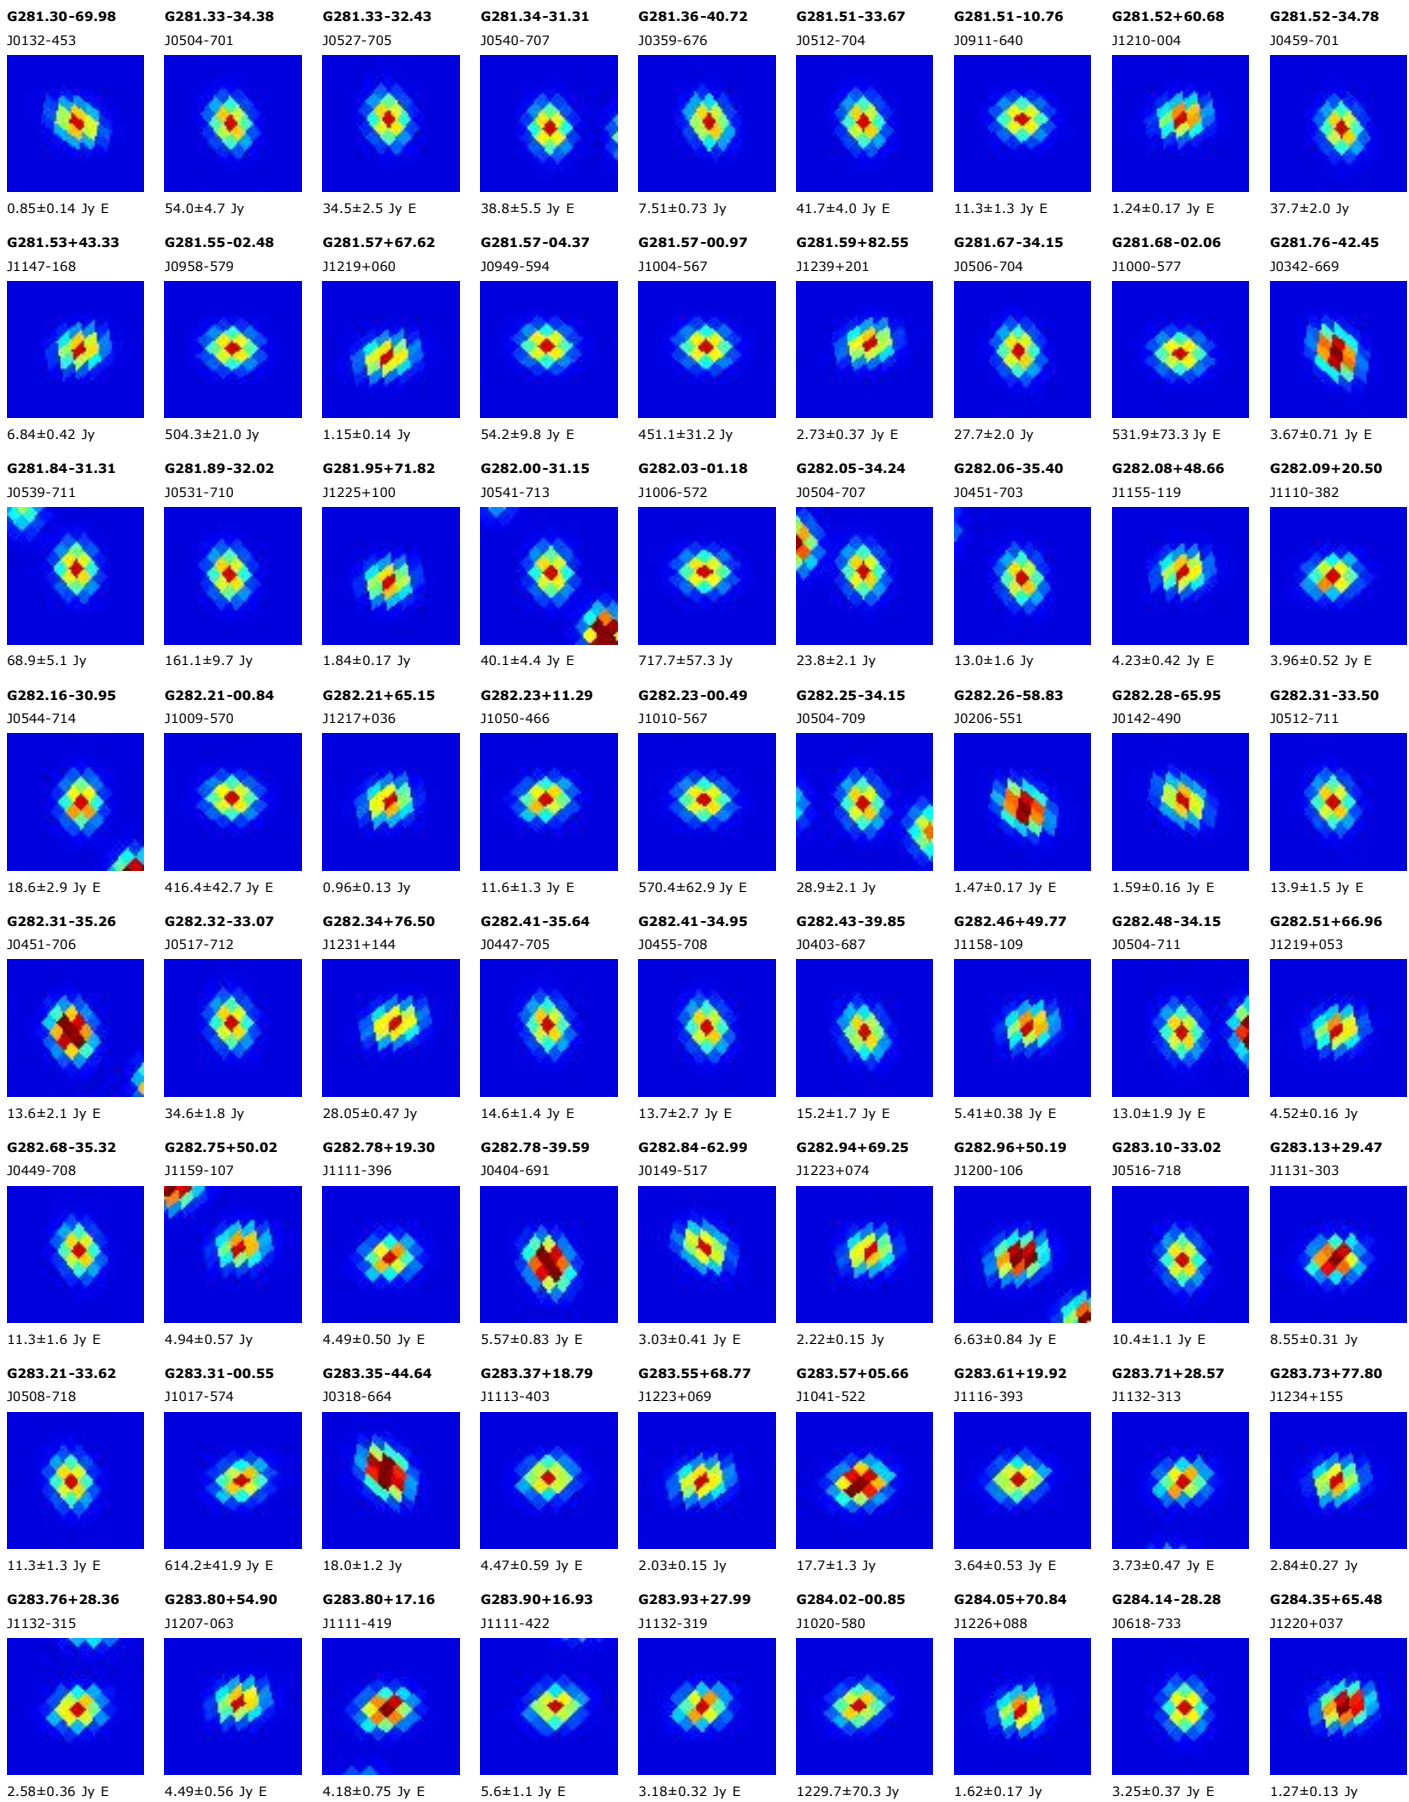 G281.30-69.98 G281.33-34.38 G281.33-32.43 G281.34-31.31 G281.36-40.72 G281.51-33.67 G281.51-10.76 G281.52+60.68 G281.52-34.78
J0132-453 J0504-701 J0527-705 J0540-707 J0359-676 J0512-704 J0911-640 J1210-004 J0459-701
0.85±0.14 Jy E 54.0±4.7 Jy 34.5±2.5 Jy E 38.8±5.5 Jy E 7.51±0.73 Jy 41.7±4.0 Jy E 11.3±1.3 Jy E 1.24±0.17 Jy E 37.7±2.0 Jy
G281.53+43.33 G281.55-02.48 G281.57+67.62 G281.57-04.37 G281.57-00.97 G281.59+82.55 G281.67-34.15 G281.68-02.06 G281.76-42.45
J1147-168 J0958-579 J1219+060 J0949-594 J1004-567 J1239+201 J0506-704 J1000-577 J0342-669
6.84±0.42 Jy 504.3±21.0 Jy 1.15±0.14 Jy 54.2±9.8 Jy E 451.1±31.2 Jy 2.73±0.37 Jy E 27.7±2.0 Jy 531.9±73.3 Jy E 3.67±0.71 Jy E
G281.84-31.31 G281.89-32.02 G281.95+71.82 G282.00-31.15 G282.03-01.18 G282.05-34.24 G282.06-35.40 G282.08+48.66 G282.09+20.50
J0539-711 J0531-710 J1225+100 J0541-713 J1006-572 J0504-707 J0451-703 J1155-119 J1110-382
68.9±5.1 Jy 161.1±9.7 Jy 1.84±0.17 Jy 40.1±4.4 Jy E 717.7±57.3 Jy 23.8±2.1 Jy 13.0±1.6 Jy 4.23±0.42 Jy E 3.96±0.52 Jy E
G282.16-30.95 G282.21-00.84 G282.21+65.15 G282.23+11.29 G282.23-00.49 G282.25-34.15 G282.26-58.83 G282.28-65.95 G282.31-33.50
J0544-714 J1009-570 J1217+036 J1050-466 J1010-567 J0504-709 J0206-551 J0142-490 J0512-711
18.6±2.9 Jy E 416.4±42.7 Jy E 0.96±0.13 Jy 11.6±1.3 Jy E 570.4±62.9 Jy E 28.9±2.1 Jy 1.47±0.17 Jy E 1.59±0.16 Jy E 13.9±1.5 Jy E
G282.31-35.26 G282.32-33.07 G282.34+76.50 G282.41-35.64 G282.41-34.95 G282.43-39.85 G282.46+49.77 G282.48-34.15 G282.51+66.96
J0451-706 J0517-712 J1231+144 J0447-705 J0455-708 J0403-687 J1158-109 J0504-711 J1219+053
13.6±2.1 Jy E 34.6±1.8 Jy 28.05±0.47 Jy 14.6±1.4 Jy E 13.7±2.7 Jy E 15.2±1.7 Jy E 5.41±0.38 Jy E 13.0±1.9 Jy E 4.52±0.16 Jy
G282.68-35.32 G282.75+50.02 G282.78+19.30 G282.78-39.59 G282.84-62.99 G282.94+69.25 G282.96+50.19 G283.10-33.02 G283.13+29.47
J0449-708 J1159-107 J1111-396 J0404-691 J0149-517 J1223+074 J1200-106 J0516-718 J1131-303
11.3±1.6 Jy E 4.94±0.57 Jy 4.49±0.50 Jy E 5.57±0.83 Jy E 3.03±0.41 Jy E 2.22±0.15 Jy 6.63±0.84 Jy E 10.4±1.1 Jy E 8.55±0.31 Jy
G283.21-33.62 G283.31-00.55 G283.35-44.64 G283.37+18.79 G283.55+68.77 G283.57+05.66 G283.61+19.92 G283.71+28.57 G283.73+77.80
J0508-718 J1017-574 J0318-664 J1113-403 J1223+069 J1041-522 J1116-393 J1132-313 J1234+155
11.3±1.3 Jy E 614.2±41.9 Jy E 18.0±1.2 Jy 4.47±0.59 Jy E 2.03±0.15 Jy 17.7±1.3 Jy 3.64±0.53 Jy E 3.73±0.47 Jy E 2.84±0.27 Jy
G283.76+28.36 G283.80+54.90 G283.80+17.16 G283.90+16.93 G283.93+27.99 G284.02-00.85 G284.05+70.84 G284.14-28.28 G284.35+65.48
J1132-315 J1207-063 J1111-419 J1111-422 J1132-319 J1020-580 J1226+088 J0618-733 J1220+037
2.58±0.36 Jy E 4.49±0.56 Jy E 4.18±0.75 Jy E 5.6±1.1 Jy E 3.18±0.32 Jy E 1229.7±70.3 Jy 1.62±0.17 Jy 3.25±0.37 Jy E 1.27±0.13 Jy